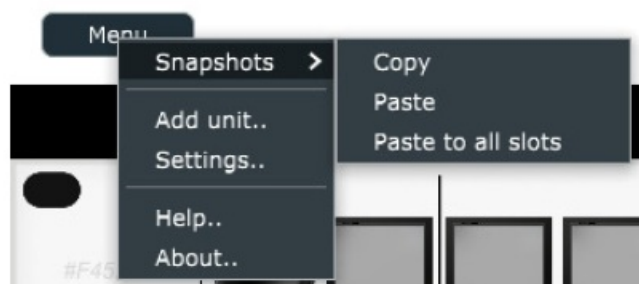 Menu
Snapshots >
Copy
Paste
Paste to all slots
Add unit..
Settings..
Help..
About..